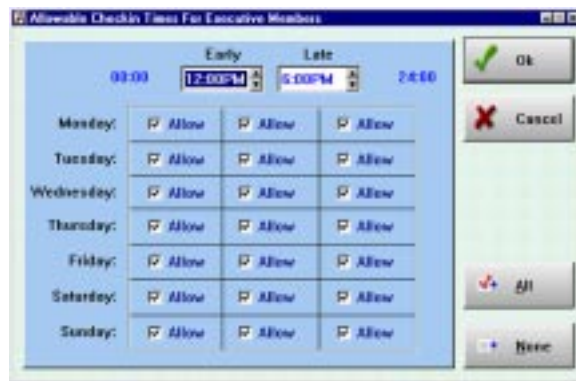 Allowable Checkin Times For Executive Members
Early Late
00:00 12:00PM 6:00PM 24:00
Monday: Allow Allow Allow
Tuesday: Allow Allow Allow
Wednesday: Allow Allow Allow
Thursday: Allow Allow Allow
Friday: Allow Allow Allow
Saturday: Allow Allow Allow
Sunday: Allow Allow Allow
Ok
Cancel
All
None